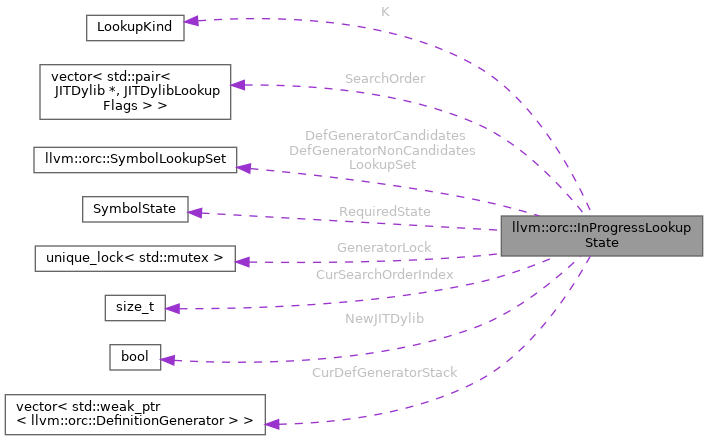 K
LookupKind
SearchOrder
vector< std::pair<
JITDylib *, JITDylibLookup
Flags > >
DefGeneratorCandidates
DefGeneratorNonCandidates
LookupSet
llvm::orc::SymbolLookupSet
RequiredState
SymbolState
llvm::orc::InProgressLookup
State
GeneratorLock
unique_lock< std::mutex >
CurSearchOrderIndex
size_t
NewJITDylib
bool
CurDefGeneratorStack
vector< std::weak_ptr
< llvm::orc::DefinitionGenerator > >